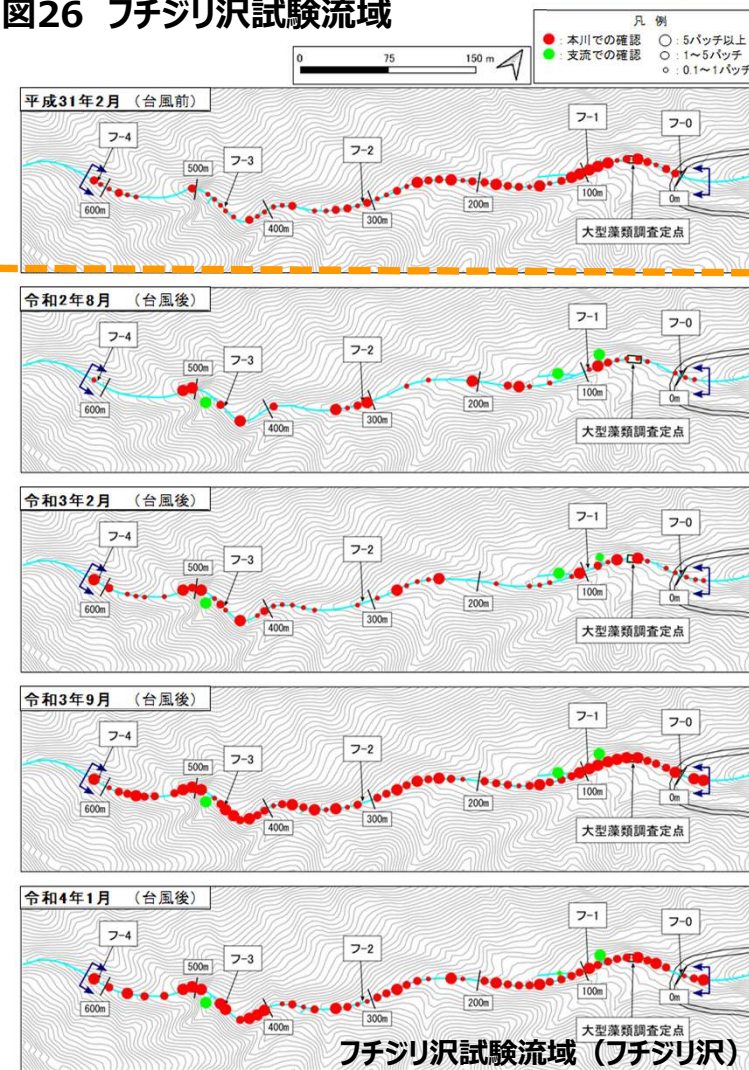 図26 フチジリ沢試験流域
凡 例
●：本川での確認 ○：5パッチ以上
●：支流での確認 ○：1～5パッチ
○：0.1～1パッチ
0 75 150 m
平成31年2月 （台風前）
フ-4
フ-3
フ-2
フ-1
フ-0
600m
500m
400m
300m
200m
100m
0m
大型藻類調査定点
令和2年8月 （台風後）
フ-4
フ-3
フ-2
フ-1
フ-0
600m
500m
400m
300m
200m
100m
0m
大型藻類調査定点
令和3年2月 （台風後）
フ-4
フ-3
フ-2
フ-1
フ-0
600m
500m
400m
300m
200m
100m
0m
大型藻類調査定点
令和3年9月 （台風後）
フ-4
フ-3
フ-2
フ-1
フ-0
600m
500m
400m
300m
200m
100m
0m
大型藻類調査定点
令和4年1月 （台風後）
フ-4
フ-3
フ-2
フ-1
フ-0
600m
500m
400m
300m
200m
100m
0m
大型藻類調査定点
フチジリ沢試験流域（フチジリ沢）